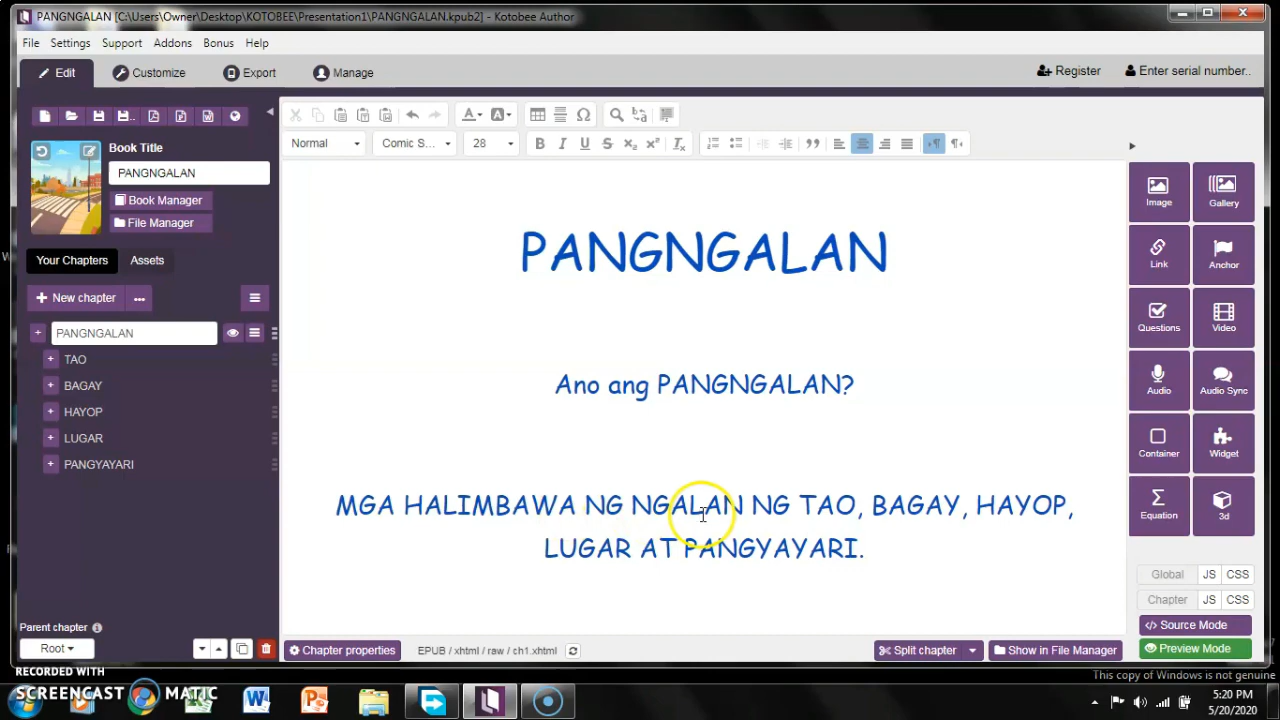 PANGNGALAN [C:\Users\Owner\Desktop\KOTOBEE\Presentation1\PANGNGALAN.kpub2] - Kotobee Author
File Settings Support Addons Bonus Help
Edit Customize Export Manage Register Enter serial number..
Normal Comic S... 28 B I U S
Book Title
PANGNGALAN
Book Manager
File Manager
Your Chapters Assets
+ New chapter ...
PANGNGALAN
TAO
BAGAY
HAYOP
LUGAR
PANGYAYARI
Parent chapter
Root
PANGNGALAN
Ano ang PANGNGALAN?
MGA HALIMBAWA NG NGALAN NG TAO, BAGAY, HAYOP,
LUGAR AT PANGYAYARI.
Chapter properties EPUB / xhtml / raw / ch1.xhtml Split chapter Show in File Manager
Image Gallery
Link Anchor
Questions Video
Audio Audio Sync
Container Widget
Equation 3d
Global JS CSS
Chapter JS CSS
</> Source Mode
Preview Mode
This copy of Windows is not genuine
RECORDED WITH
SCREENCAST MATIC
5:20 PM
5/20/2020